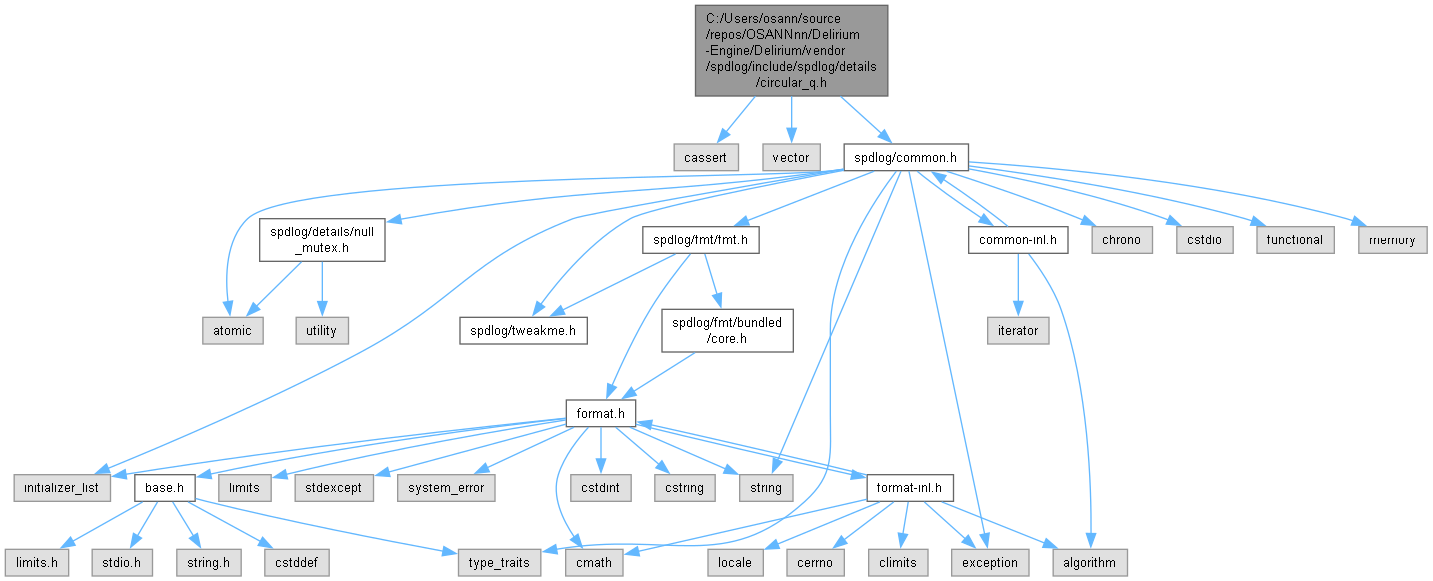 C:/Users/osann/source
/repos/OSANNnn/Delirium
-Engine/Delirium/vendor
/spdlog/include/spdlog/details
/circular_q.h
cassert
vector
spdlog/common.h
spdlog/details/null
_mutex.h
spdlog/fmt/fmt.h
common-inl.h
chrono
cstdio
functional
memory
atomic
utility
spdlog/tweakme.h
spdlog/fmt/bundled
/core.h
iterator
format.h
initializer_list
base.h
limits
stdexcept
system_error
cstdint
cstring
string
format-inl.h
limits.h
stdio.h
string.h
cstddef
type_traits
cmath
locale
cerrno
climits
exception
algorithm